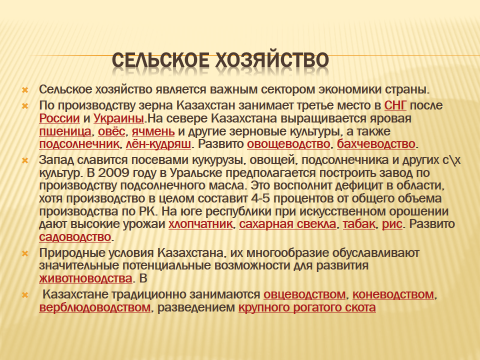 СЕЛЬСКОЕ ХОЗЯЙСТВО
Сельское хозяйство является важным сектором экономики страны.
По производству зерна Казахстан занимает третье место в СНГ после
России и Украины.На севере Казахстана выращивается яровая
пшеница, овёс, ячмень и другие зерновые культуры, а также
подсолнечник, лён-кудряш. Развито овощеводство, бахчеводство.
Запад славится посевами кукурузы, овощей, подсолнечника и других с\х
культур. В 2009 году в Уральске предполагается построить завод по
производству подсолнечного масла. Это восполнит дефицит в области,
хотя производство в целом составит 4-5 процентов от общего объема
производства по РК. На юге республики при искусственном орошении
дают высокие урожаи хлопчатник, сахарная свекла, табак, рис. Развито
садоводство.
Природные условия Казахстана, их многообразие обуславливают
значительные потенциальные возможности для развития
животноводства. В
Казахстане традиционно занимаются овцеводством, коневодством,
верблюдоводством, разведением крупного рогатого скота